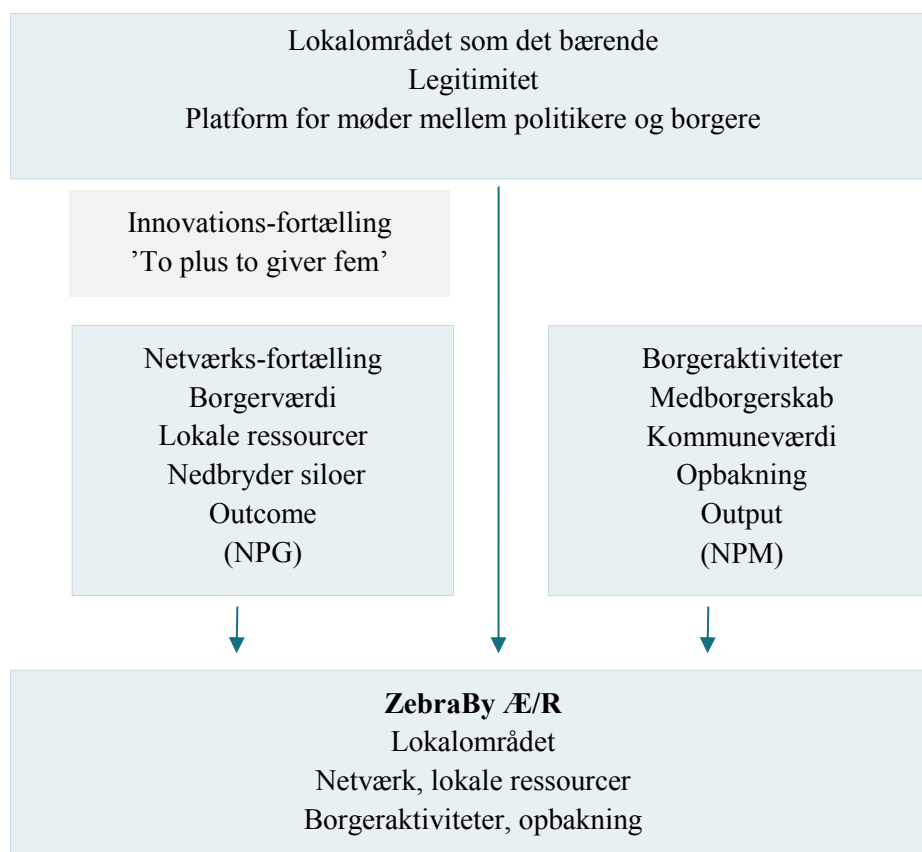 Lokalområdet som det bærende
Legitimitet
Platform for møder mellem politikere og borgere
Innovations-fortælling
’To plus to giver fem’
Netværks-fortælling
Borgerværdi
Lokale ressourcer
Nedbryder siloer
Outcome
(NPG)
Borgeraktiviteter
Medborgerskab
Kommuneværdi
Opbakning
Output
(NPM)
ZebraBy Æ/R
Lokalområdet
Netværk, lokale ressourcer
Borgeraktiviteter, opbakning